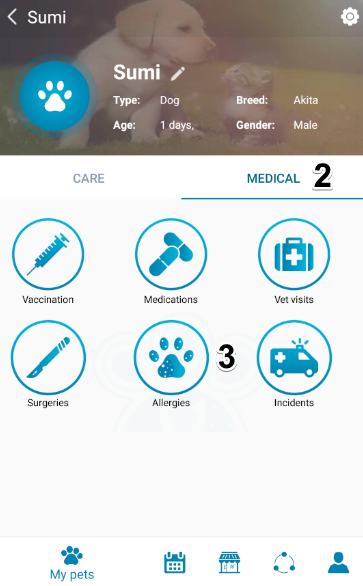 Sumi
Sumi
Type: Dog Breed: Akita
Age: 1 days, Gender: Male
CARE MEDICAL 2
Vaccination Medications Vet visits
3
Surgeries Allergies Incidents
My pets